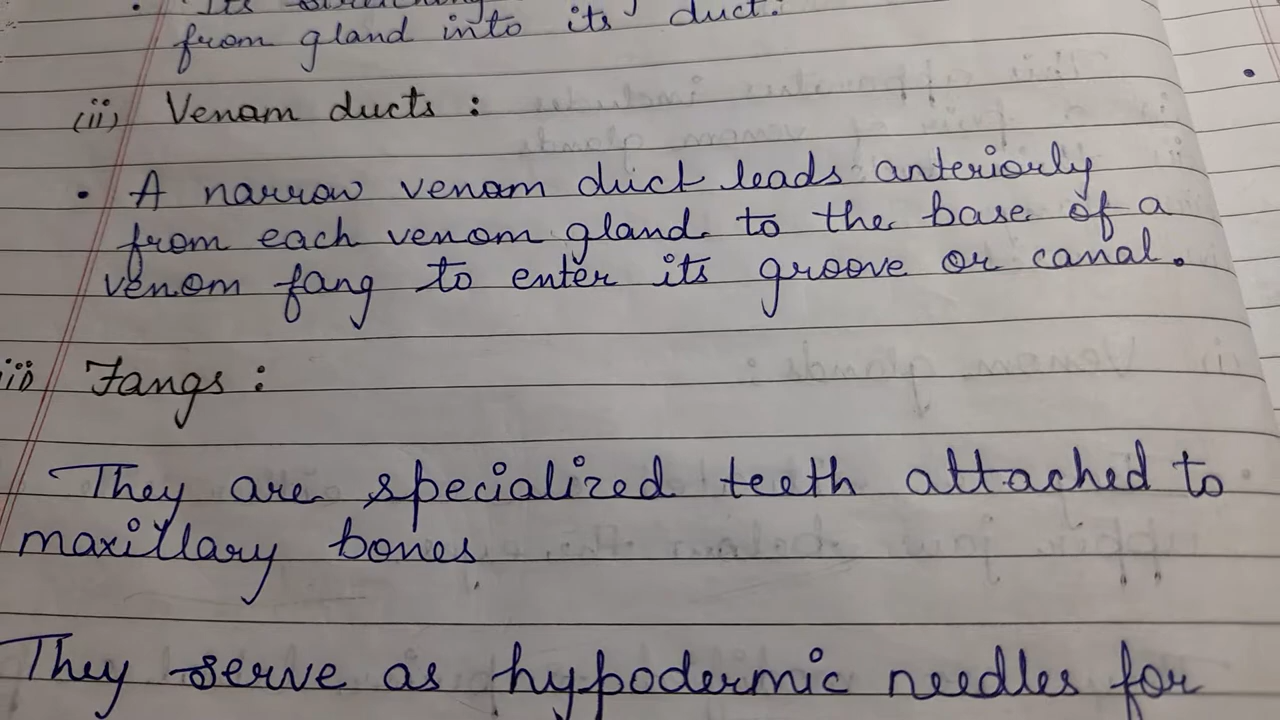 from gland into its duct.
(ii) Venam ducts :
• A narrow venam duct leads anteriorly
from each venom gland to the base of a
venom fang to enter its groove or canal.
iii) Fangs :
They are specialized teeth attached to
maxillary bones
They serve as hypodermic needles for